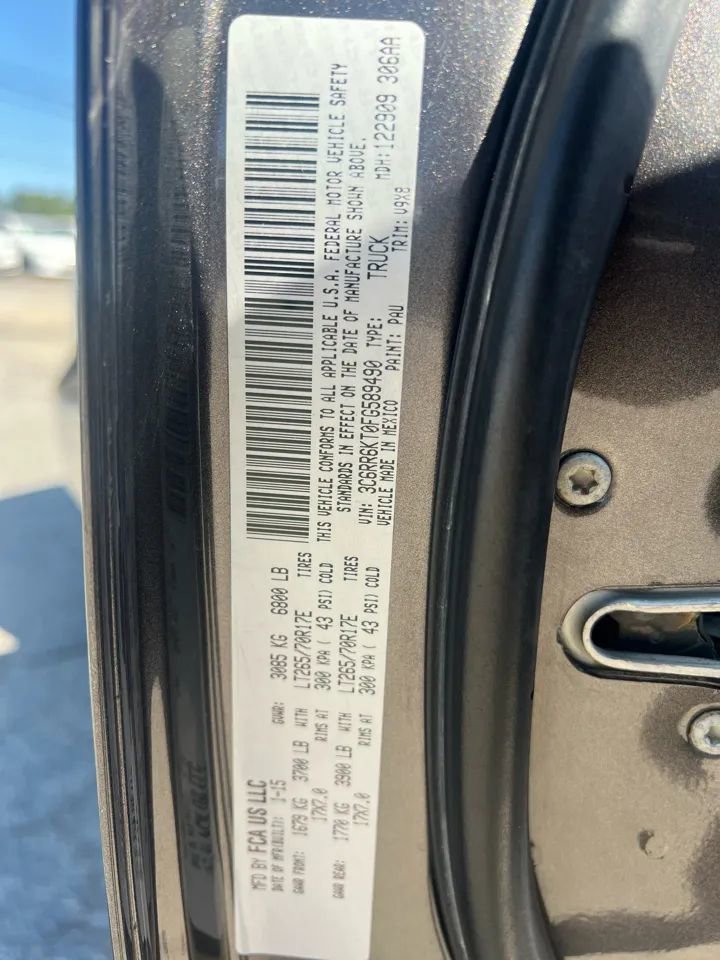 MFD BY FCA US LLC
DATE OF MFR(BUILT): 1-15 GVWR: 3085 KG 6800 LB
GAWR FRONT: 1679 KG 3700 LB WITH LT265/70R17E TIRES
17X7.0 RIMS AT 300 KPA ( 43 PSI) COLD
GAWR REAR: 1770 KG 3900 LB WITH LT265/70R17E TIRES
17X7.0 RIMS AT 300 KPA ( 43 PSI) COLD
THIS VEHICLE CONFORMS TO ALL APPLICABLE U.S.A. FEDERAL MOTOR VEHICLE SAFETY
STANDARDS IN EFFECT ON THE DATE OF MANUFACTURE SHOWN ABOVE.
VIN: 3C6RR6KT0FG589490 TYPE: TRUCK MDH: 122909 306AA
VEHICLE MADE IN MEXICO PAINT: PAU TRIM: V9X8